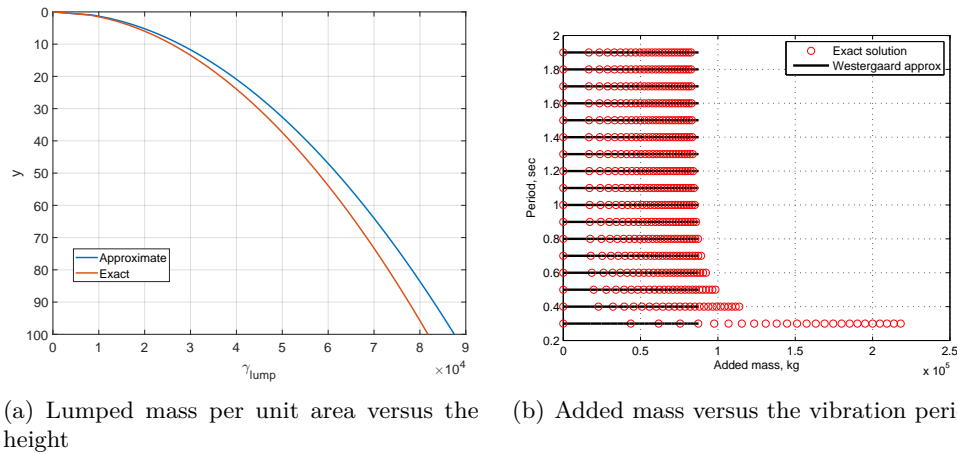 0
10
20
30
40
50
60
70
80
90
100
y
Approximate
Exact
0 1 2 3 4 5 6 7 8 9
γlump
×10^4
2
1.8
1.6
1.4
1.2
1
0.8
0.6
0.4
0.2
Period, sec
Exact solution
Westergaard approx
0 0.5 1 1.5 2 2.5
Added mass, kg
x 10^5
(a) Lumped mass per unit area versus the
height
(b) Added mass versus the vibration peri